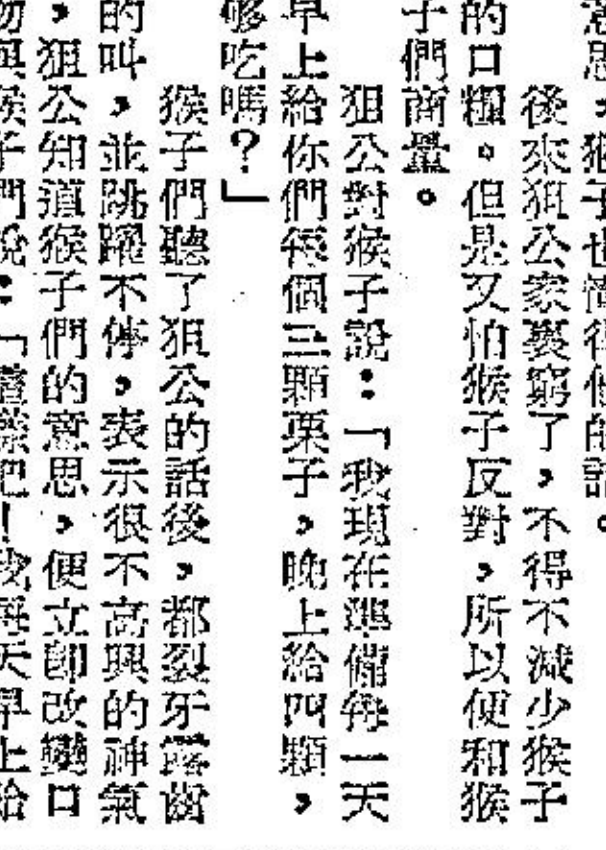 意思，猴子也懂得他的話。
後來狙公家裏窮了，不得不減少猴子
的口糧。但是又怕猴子反對，所以便和猴
子們商量。
狙公對猴子說：「我現在準備每一天
早上給你們每個三顆栗子，晚上給四顆，
够吃嗎？」
猴子們聽了狙公的話後，都裂牙露齒
的叫，並跳躍不停，表示很不高興的神氣
，狙公知道猴子們的意思，便立卽改變口
勿與猴子們說：「這樣吧！我每天早上給